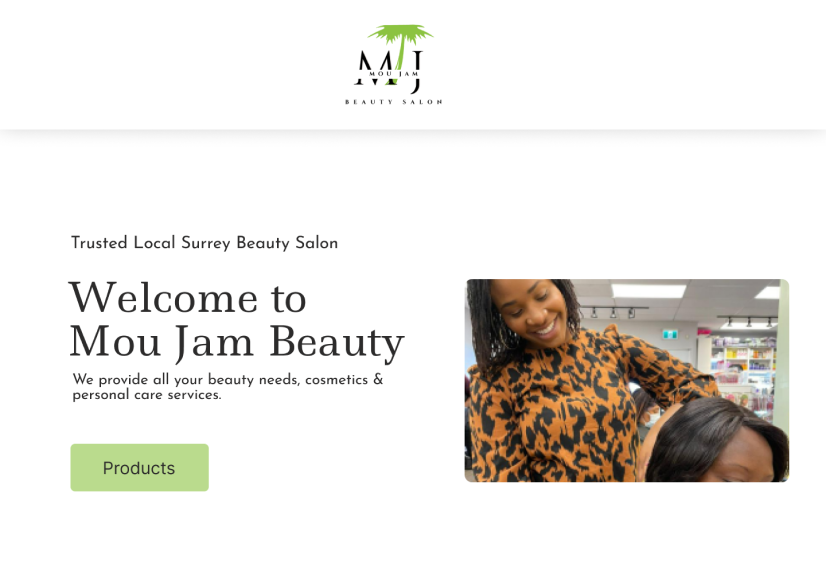 MJ
MOU JAM
BEAUTY SALON
Trusted Local Surrey Beauty Salon
Welcome to
Mou Jam Beauty
We provide all your beauty needs, cosmetics &
personal care services.
Products